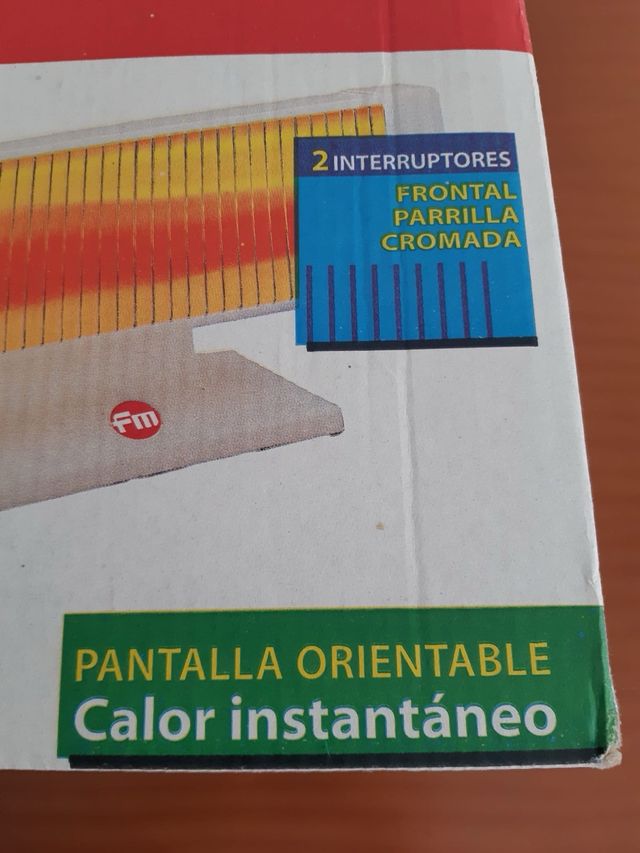 2 INTERRUPTORES
FRONTAL
PARRILLA
CROMADA
fm
PANTALLA ORIENTABLE
Calor instantáneo